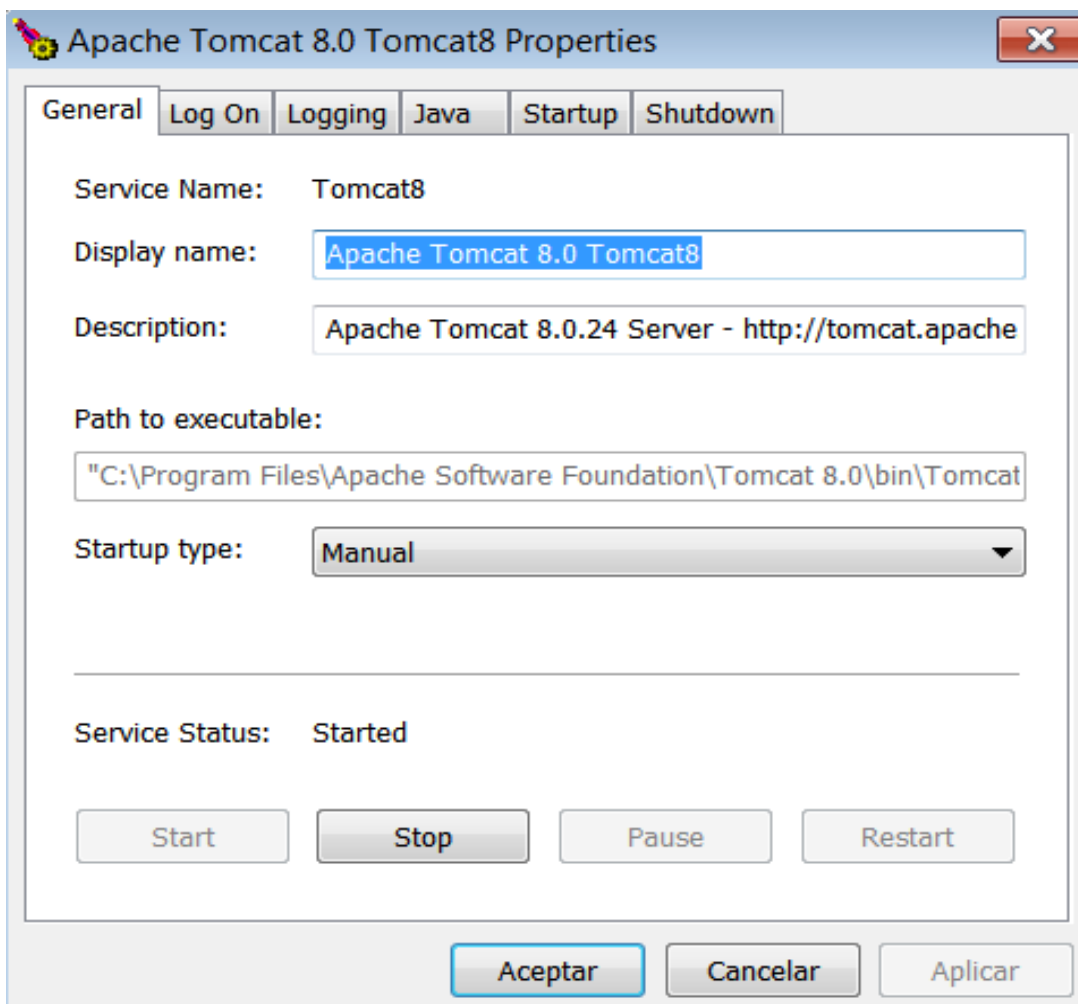 Apache Tomcat 8.0 Tomcat8 Properties
General Log On Logging Java Startup Shutdown
Service Name: Tomcat8
Display name: Apache Tomcat 8.0 Tomcat8
Description: Apache Tomcat 8.0.24 Server - http://tomcat.apache
Path to executable:
"C:\Program Files\Apache Software Foundation\Tomcat 8.0\bin\Tomcat
Startup type: Manual
Service Status: Started
Start Stop Pause Restart
Aceptar Cancelar Aplicar